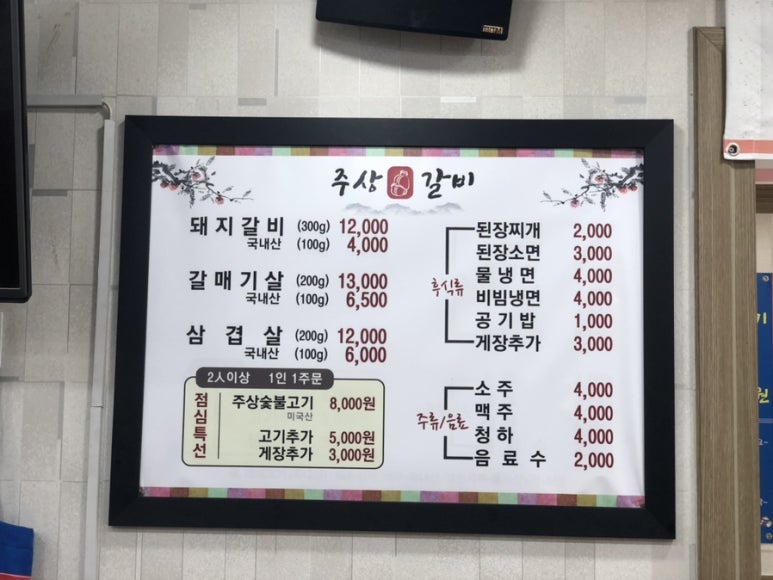 주상 갈비
돼지갈비 (300g) 12,000
국내산 (100g) 4,000
갈매기살 (200g) 13,000
국내산 (100g) 6,500
삼겹살 (200g) 12,000
국내산 (100g) 6,000
2人이상 1인 1주문
점심특선
주상숯불고기 8,000원
미국산
고기추가 5,000원
게장추가 3,000원
후식류
된장찌개 2,000
된장소면 3,000
물냉면 4,000
비빔냉면 4,000
공기밥 1,000
게장추가 3,000
주류/음료
소주 4,000
맥주 4,000
청하 4,000
음료수 2,000
기
원